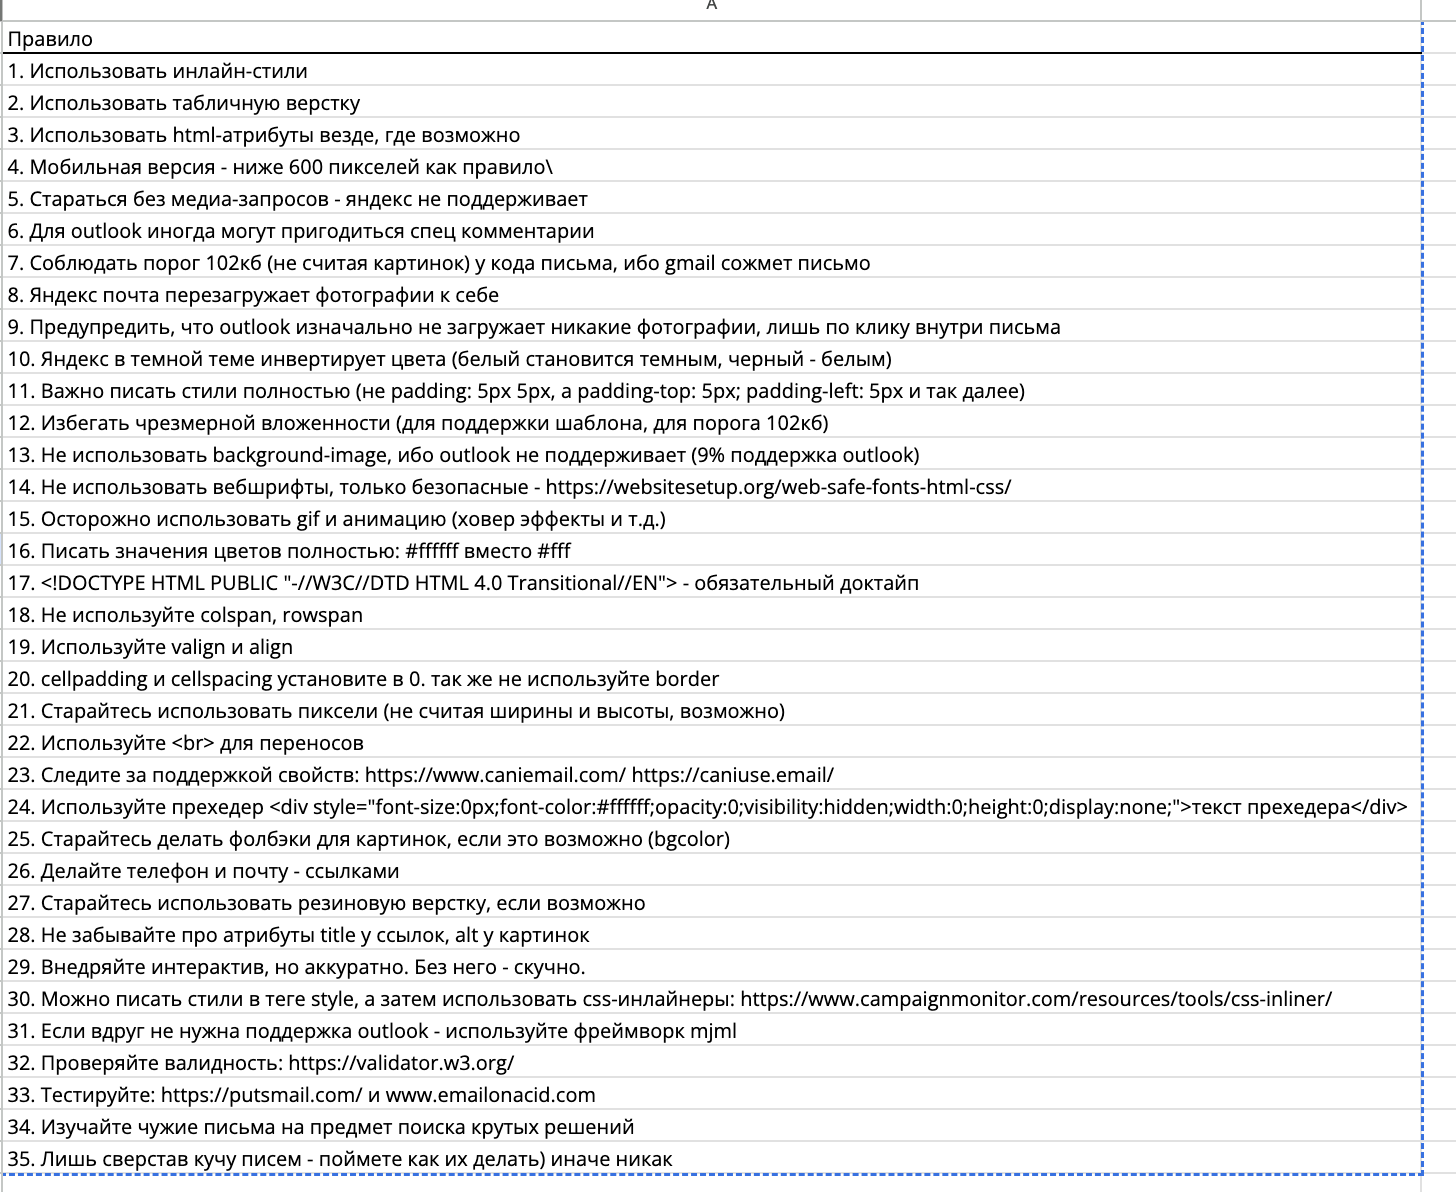 A
Правило
1. Использовать инлайн-стили
2. Использовать табличную верстку
3. Использовать html-атрибуты везде, где возможно
4. Мобильная версия - ниже 600 пикселей как правило\
5. Стараться без медиа-запросов - яндекс не поддерживает
6. Для outlook иногда могут пригодиться спец комментарии
7. Соблюдать порог 102кб (не считая картинок) у кода письма, ибо gmail сожмет письмо
8. Яндекс почта перезагружает фотографии к себе
9. Предупредить, что outlook изначально не загружает никакие фотографии, лишь по клику внутри письма
10. Яндекс в темной теме инвертирует цвета (белый становится темным, черный - белым)
11. Важно писать стили полностью (не padding: 5px 5px, а padding-top: 5px; padding-left: 5px и так далее)
12. Избегать чрезмерной вложенности (для поддержки шаблона, для порога 102кб)
13. Не использовать background-image, ибо outlook не поддерживает (9% поддержка outlook)
14. Не использовать вебшрифты, только безопасные - https://websitesetup.org/web-safe-fonts-html-css/
15. Осторожно использовать gif и анимацию (ховер эффекты и т.д.)
16. Писать значения цветов полностью: #ffffff вместо #fff
17. <!DOCTYPE HTML PUBLIC "-//W3C//DTD HTML 4.0 Transitional//EN"> - обязательный доктайп
18. Не используйте colspan, rowspan
19. Используйте valign и align
20. cellpadding и cellspacing установите в 0. так же не используйте border
21. Старайтесь использовать пиксели (не считая ширины и высоты, возможно)
22. Используйте <br> для переносов
23. Следите за поддержкой свойств: https://www.caniemail.com/ https://caniuse.email/
24. Используйте прехедер <div style="font-size:0px;font-color:#ffffff;opacity:0;visibility:hidden;width:0;height:0;display:none;">текст прехедера</div>
25. Старайтесь делать фолбэки для картинок, если это возможно (bgcolor)
26. Делайте телефон и почту - ссылками
27. Старайтесь использовать резиновую верстку, если возможно
28. Не забывайте про атрибуты title у ссылок, alt у картинок
29. Внедряйте интерактив, но аккуратно. Без него - скучно.
30. Можно писать стили в теге style, а затем использовать css-инлайнеры: https://www.campaignmonitor.com/resources/tools/css-inliner/
31. Если вдруг не нужна поддержка outlook - используйте фреймворк mjml
32. Проверяйте валидность: https://validator.w3.org/
33. Тестируйте: https://putsmail.com/ и www.emailonacid.com
34. Изучайте чужие письма на предмет поиска крутых решений
35. Лишь сверстав кучу писем - поймете как их делать) иначе никак